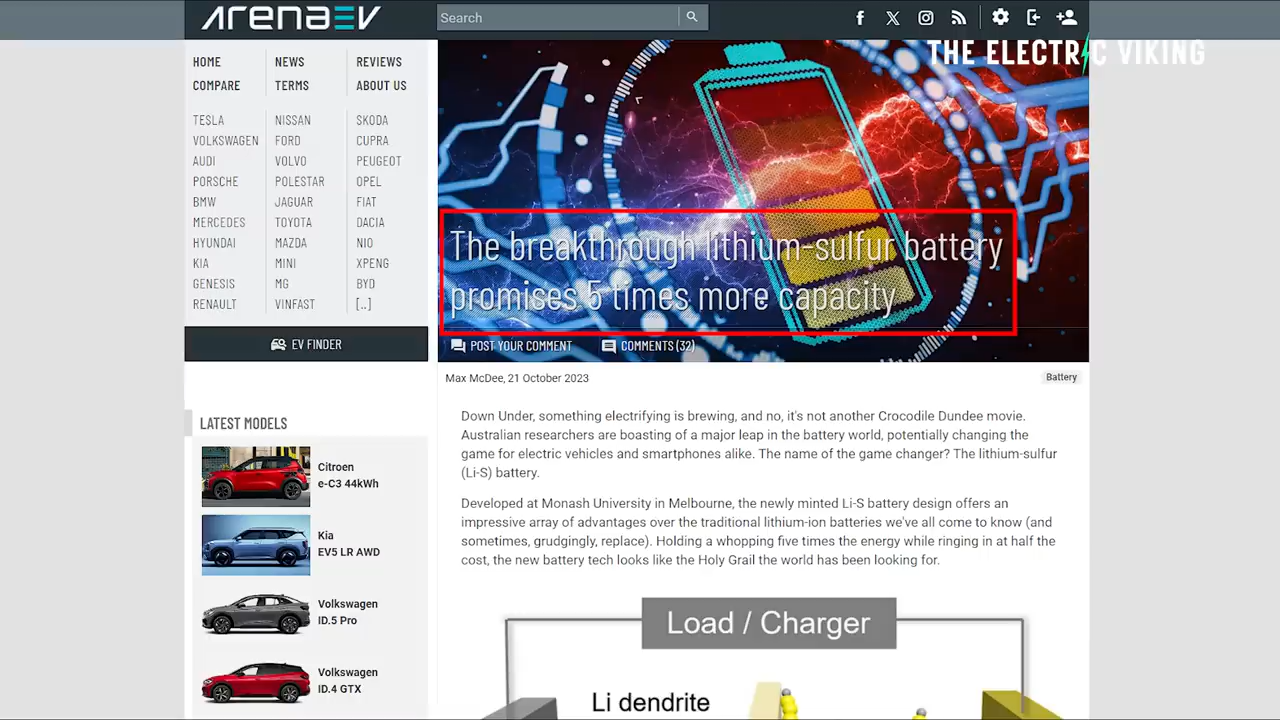 ARENAEV
Search
THE ELECTRIC VIKING
HOME
NEWS
REVIEWS
COMPARE
TERMS
ABOUT US
TESLA
NISSAN
SKODA
VOLKSWAGEN
FORD
CUPRA
AUDI
VOLVO
PEUGEOT
PORSCHE
POLESTAR
OPEL
BMW
JAGUAR
FIAT
MERCEDES
TOYOTA
DACIA
HYUNDAI
MAZDA
NIO
KIA
MINI
XPENG
GENESIS
MG
BYD
RENAULT
VINFAST
[..]
EV FINDER
LATEST MODELS
Citroen
e-C3 44kWh
Kia
EV5 LR AWD
Volkswagen
ID.5 Pro
Volkswagen
ID.4 GTX
The breakthrough lithium-sulfur battery
promises 5 times more capacity
POST YOUR COMMENT
COMMENTS (32)
Max McDee, 21 October 2023
Battery
Down Under, something electrifying is brewing, and no, it's not another Crocodile Dundee movie.
Australian researchers are boasting of a major leap in the battery world, potentially changing the
game for electric vehicles and smartphones alike. The name of the game changer? The lithium-sulfur
(Li-S) battery.
Developed at Monash University in Melbourne, the newly minted Li-S battery design offers an
impressive array of advantages over the traditional lithium-ion batteries we've all come to know (and
sometimes, grudgingly, replace). Holding a whopping five times the energy while ringing in at half the
cost, the new battery tech looks like the Holy Grail the world has been looking for.
Load / Charger
Li dendrite